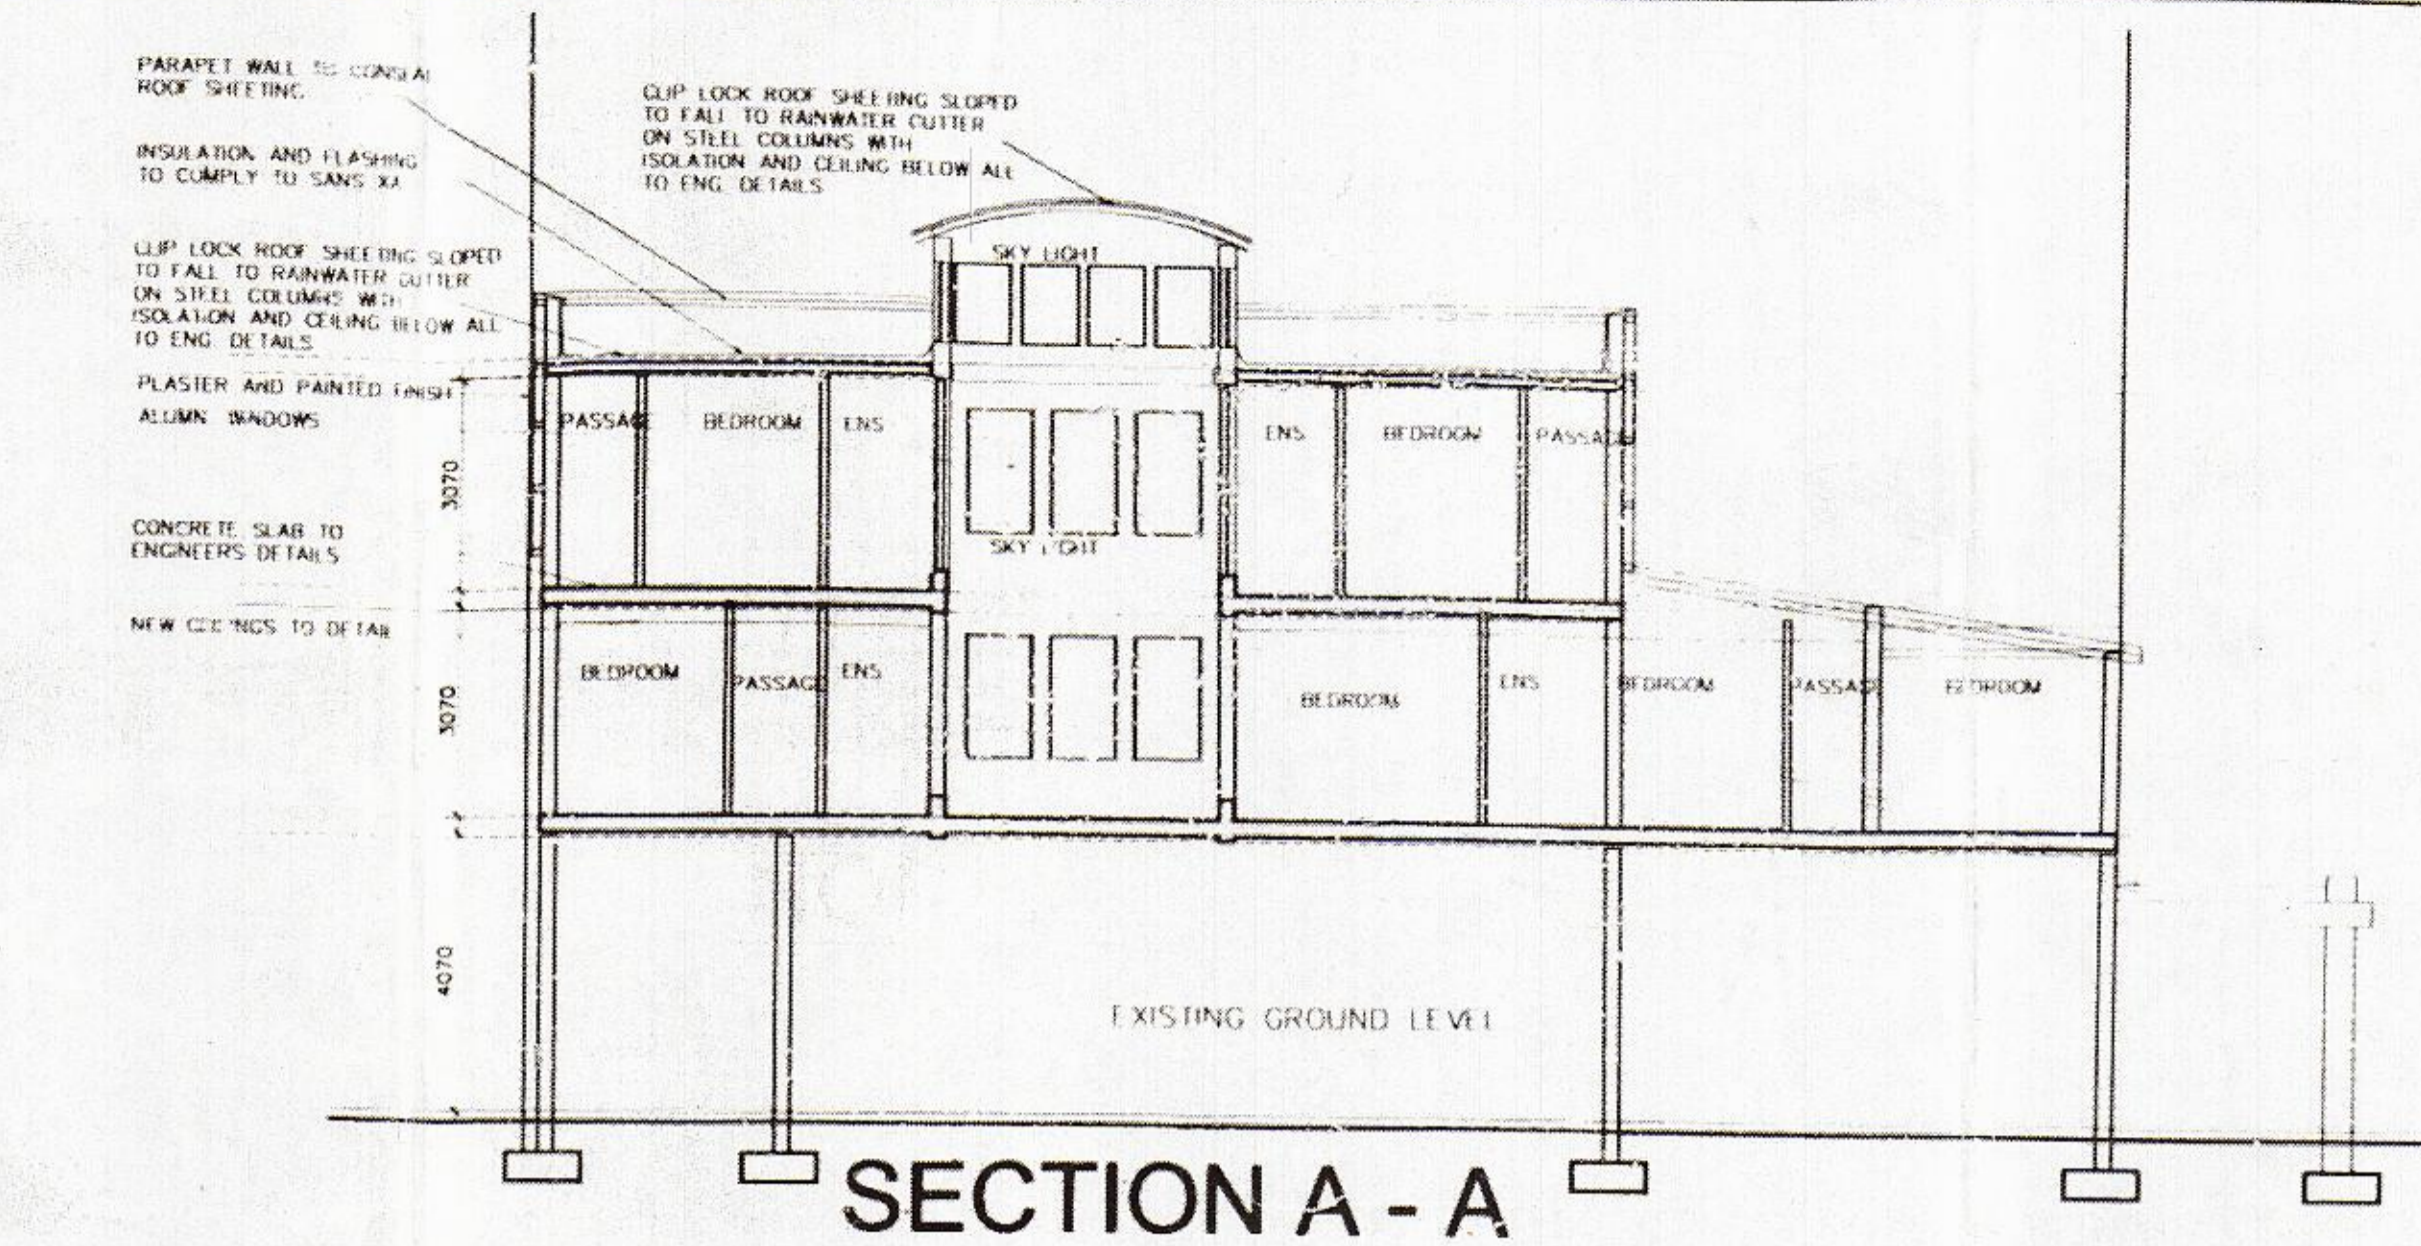 PARAPET WALL TO CONSEAL
ROOF SHEETING
INSULATION AND FLASHING
TO COMPLY TO SANS XA
CLIP LOCK ROOF SHEETING SLOPED
TO FALL TO RAINWATER GUTTER
ON STEEL COLUMNS WITH
ISOLATION AND CEILING BELOW ALL
TO ENG. DETAILS
PLASTER AND PAINTED FINISH
ALUMN WINDOWS
CONCRETE SLAB TO
ENGINEERS DETAILS
NEW CEILINGS TO DETAIL
CLIP LOCK ROOF SHEETING SLOPED
TO FALL TO RAINWATER GUTTER
ON STEEL COLUMNS WITH
ISOLATION AND CEILING BELOW ALL
TO ENG. DETAILS
SKY LIGHT
PASSAGE BEDROOM ENS
ENS BEDROOM PASSAGE
SKY LIGHT
BEDROOM PASSAGE ENS
BEDROOM ENS BEDROOM PASSAGE BEDROOM
3070
3070
4070
EXISTING GROUND LEVEL
SECTION A - A